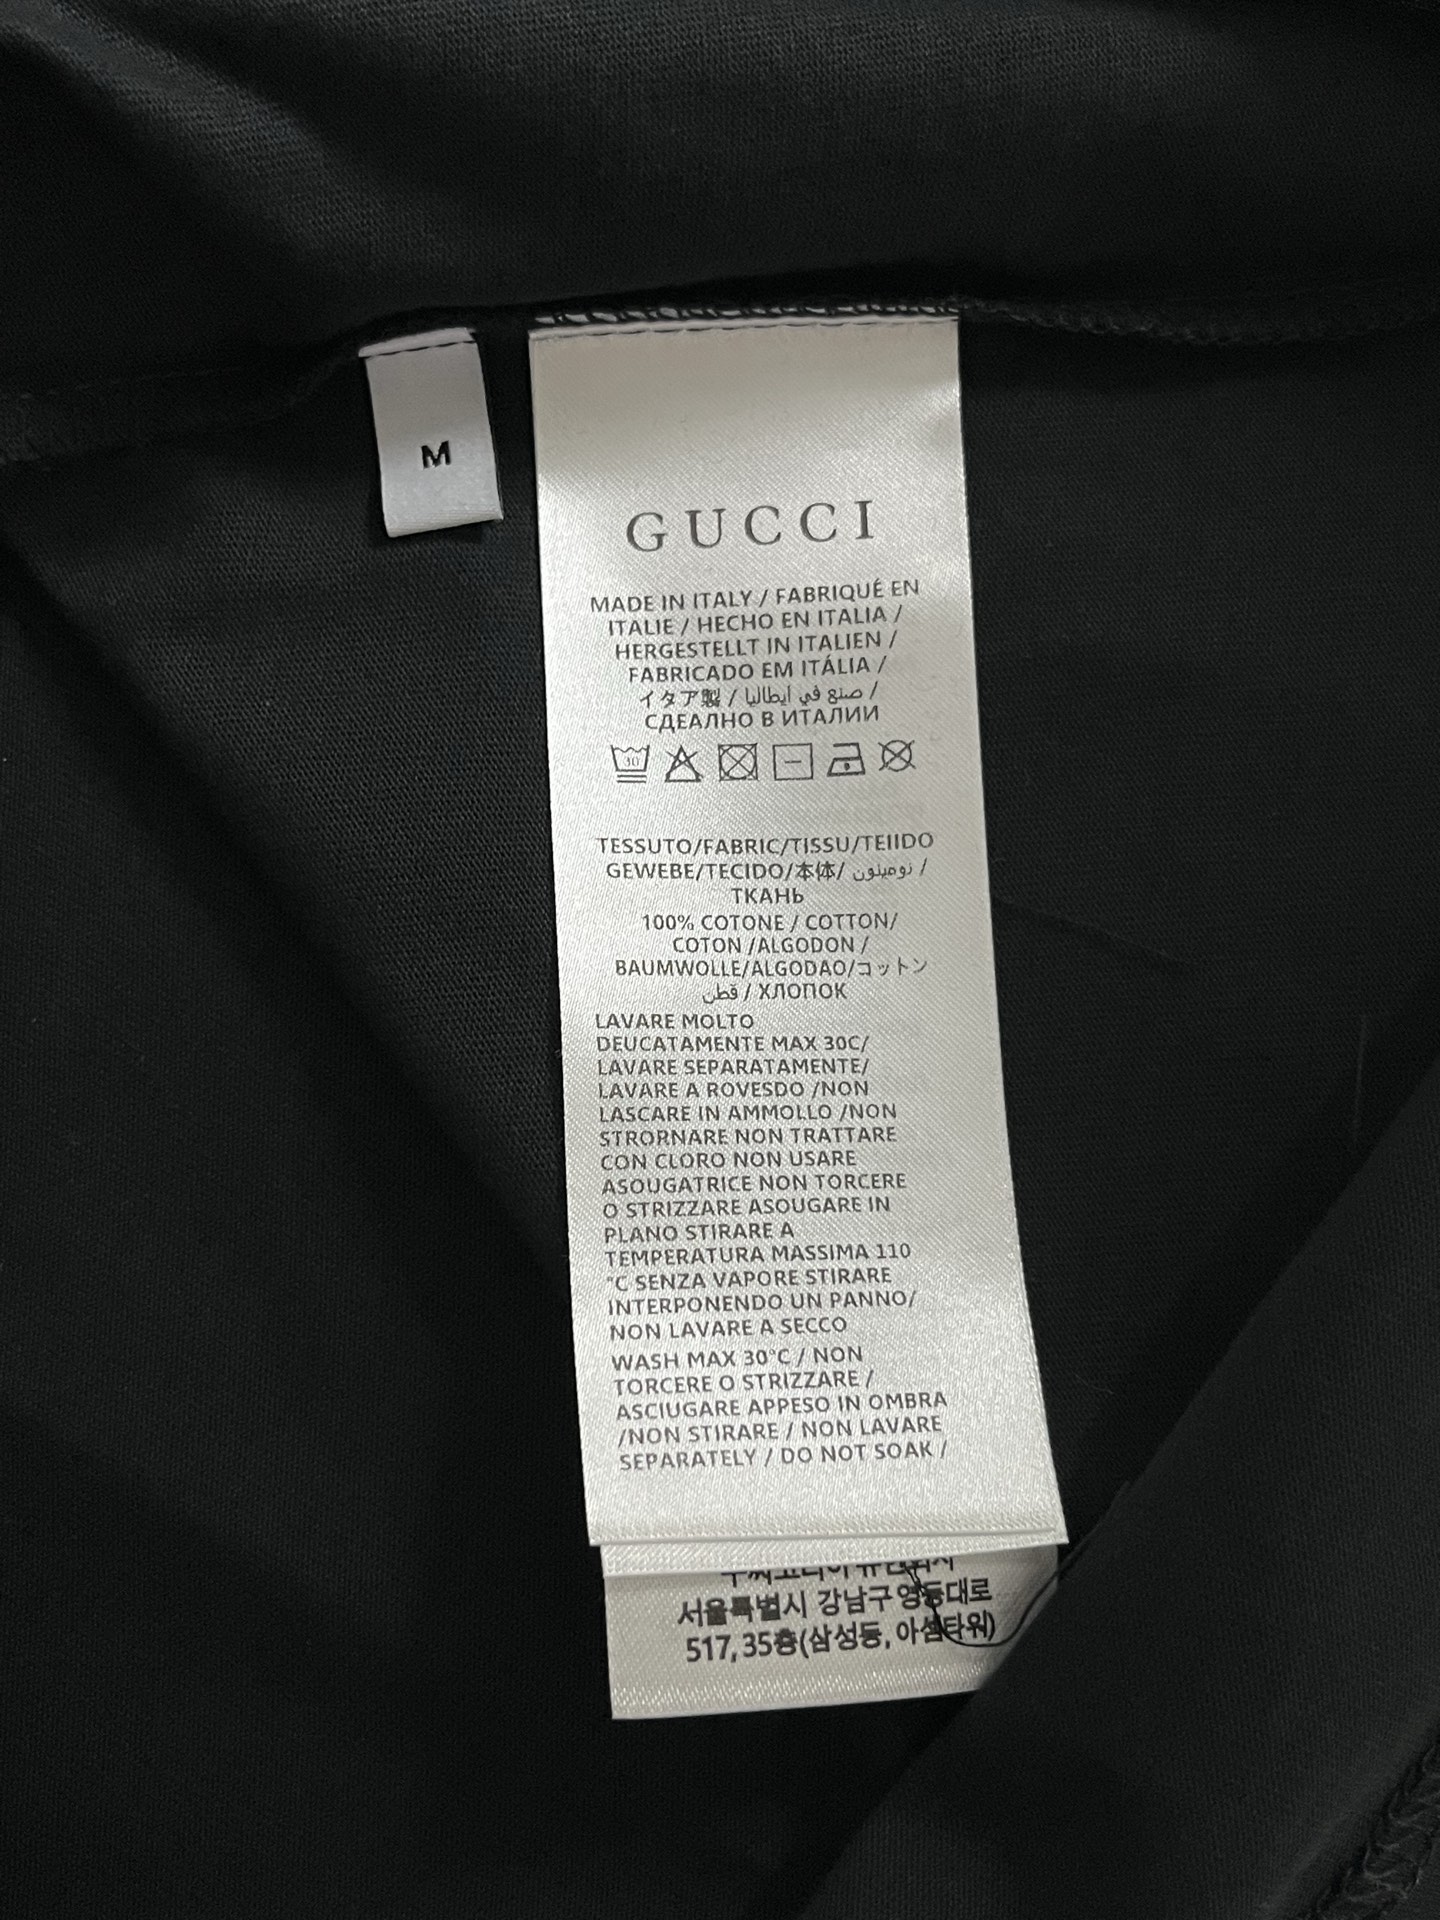 M
GUCCI
MADE IN ITALY / FABRIQUÉ EN
ITALIE / HECHO EN ITALIA /
HERGESTELLT IN ITALIEN /
FABRICADO EM ITÁLIA /
イタア製 / صنع في ايطاليا /
СДЕАЛНО В ИТАЛИИ
30
TESSUTO/FABRIC/TISSU/TEIIDO
GEWEBE/TECIDO/本体/ نومينون /
ТКАНЬ
100% COTONE / COTTON/
COTON /ALGODON /
BAUMWOLLE/ALGODAO/コットン
قطن / ХЛОПОК
LAVARE MOLTO
DEUCATAMENTE MAX 30C/
LAVARE SEPARATAMENTE/
LAVARE A ROVESDO /NON
LASCARE IN AMMOLLO /NON
STRORNARE NON TRATTARE
CON CLORO NON USARE
ASOUGATRICE NON TORCERE
O STRIZZARE ASOUGARE IN
PLANO STIRARE A
TEMPERATURA MASSIMA 110
°C SENZA VAPORE STIRARE
INTERPONENDO UN PANNO/
NON LAVARE A SECCO
WASH MAX 30°C / NON
TORCERE O STRIZZARE /
ASCIUGARE APPESO IN OMBRA
/NON STIRARE / NON LAVARE
SEPARATELY / DO NOT SOAK /
서울특별시 강남구 영등대로
517, 35층(삼성등, 아셈타워)